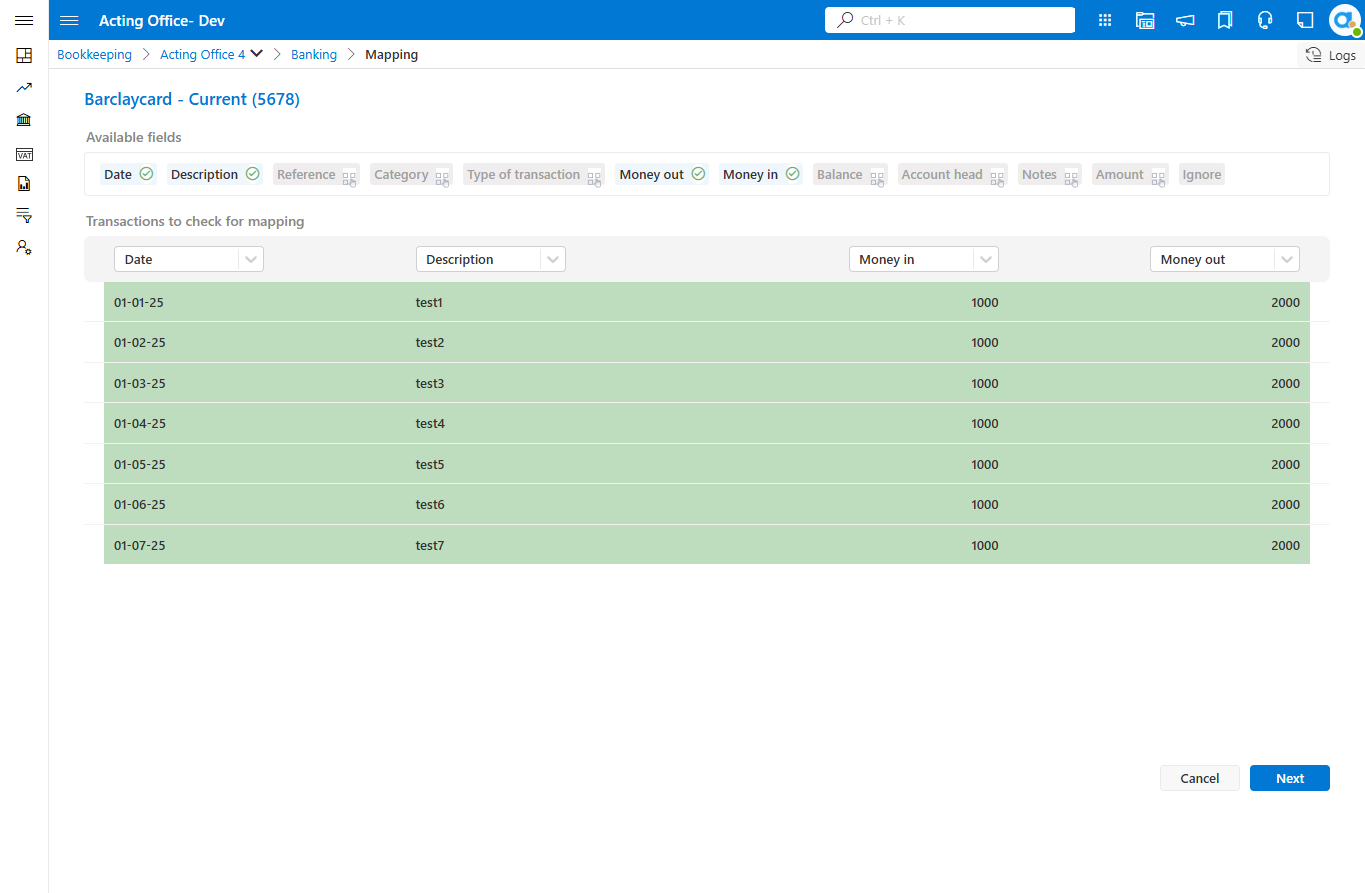 Acting Office- Dev
Ctrl + K
Bookkeeping Acting Office 4 Banking Mapping
Logs
Barclaycard - Current (5678)
Available fields
Date Description Reference Category Type of transaction Money out Money in Balance Account head Notes Amount Ignore
Transactions to check for mapping
Date Description Money in Money out
01-01-25 test1 1000 2000
01-02-25 test2 1000 2000
01-03-25 test3 1000 2000
01-04-25 test4 1000 2000
01-05-25 test5 1000 2000
01-06-25 test6 1000 2000
01-07-25 test7 1000 2000
Cancel Next
VAT